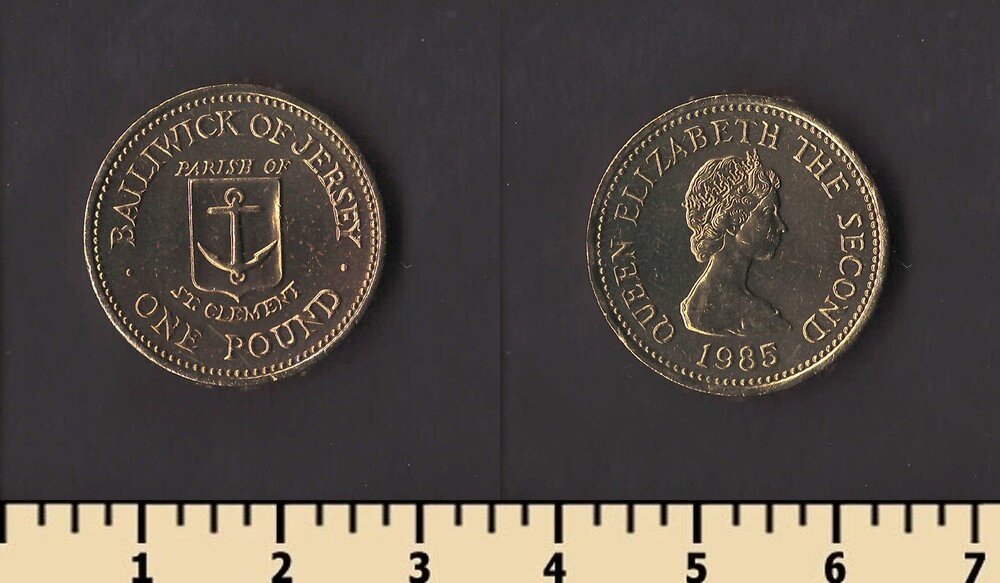 BAILIWICK OF JERSEY
PARISH OF
ST. CLEMENT
· ONE POUND ·
QUEEN ELIZABETH THE SECOND
1985
1 2 3 4 5 6 7